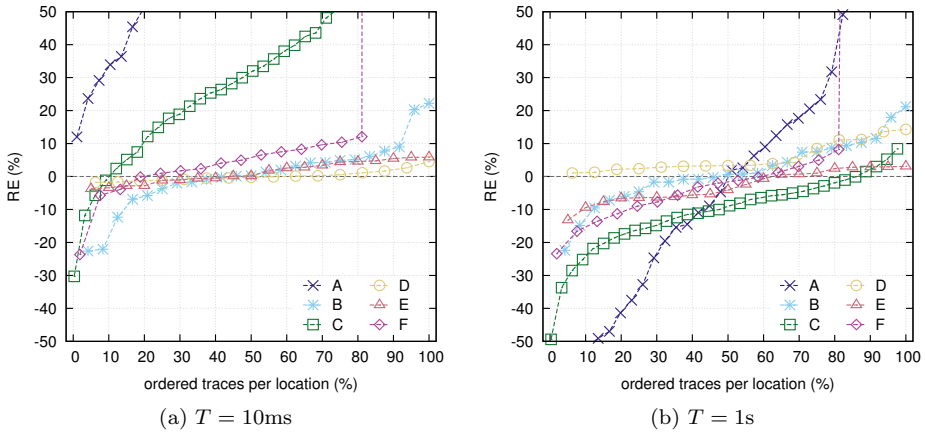 50
40
30
20
10
0
-10
-20
-30
-40
-50
RE (%)
A
B
C
D
E
F
0 10 20 30 40 50 60 70 80 90 100
ordered traces per location (%)
(a) T = 10ms
50
40
30
20
10
0
-10
-20
-30
-40
-50
RE (%)
A
B
C
D
E
F
0 10 20 30 40 50 60 70 80 90 100
ordered traces per location (%)
(b) T = 1s